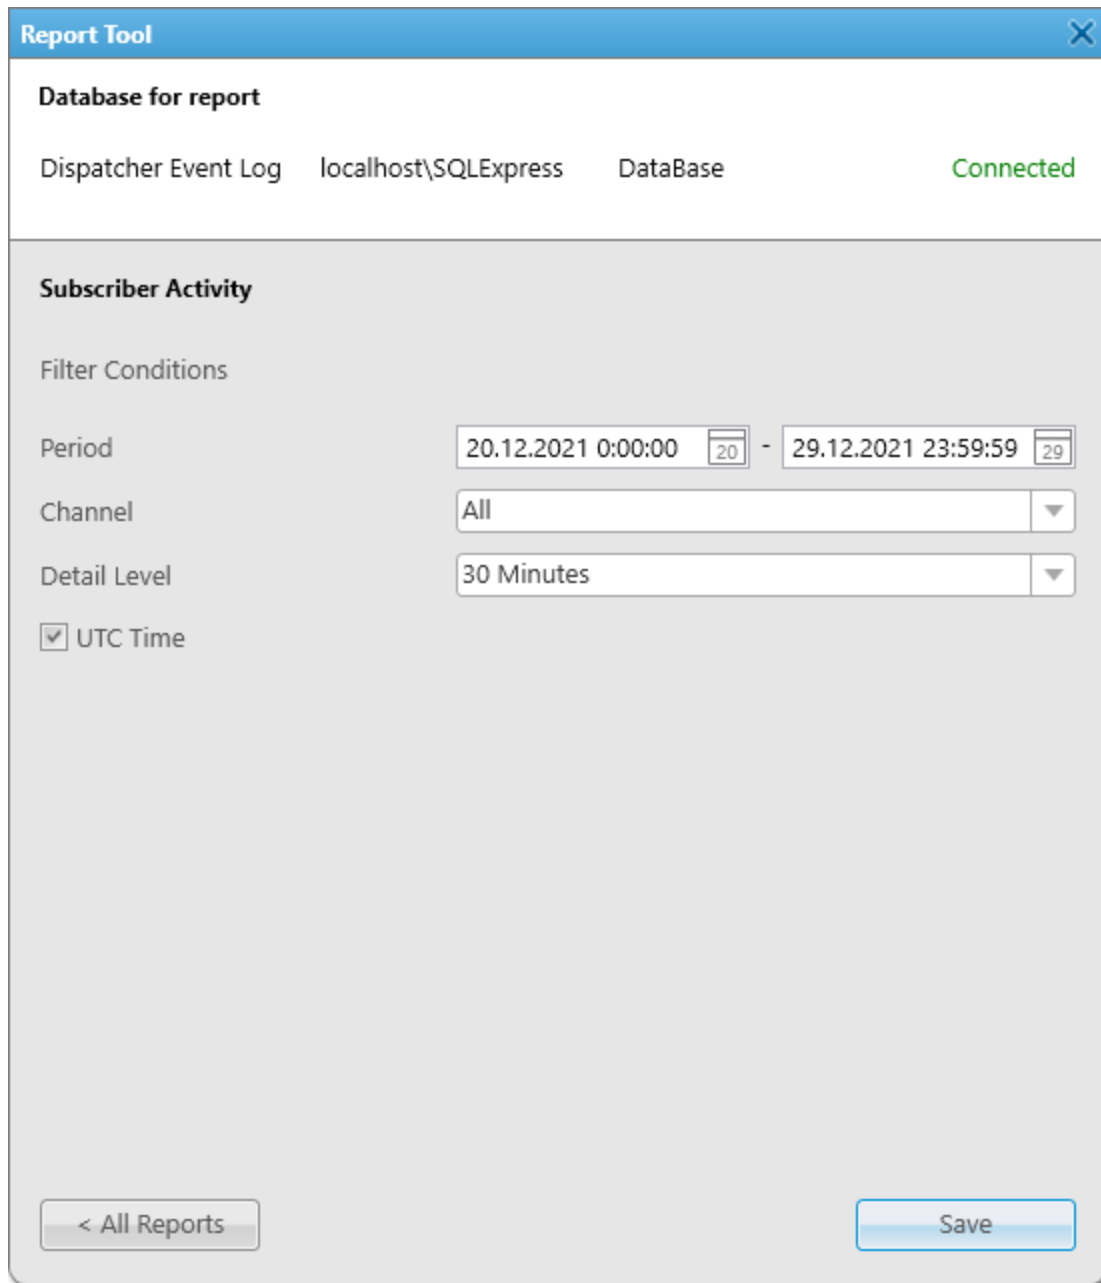 Report Tool
Database for report
Dispatcher Event Log localhost\SQLExpress DataBase Connected
Subscriber Activity
Filter Conditions
Period 20.12.2021 0:00:00 20 - 29.12.2021 23:59:59 29
Channel All
Detail Level 30 Minutes
UTC Time
< All Reports Save